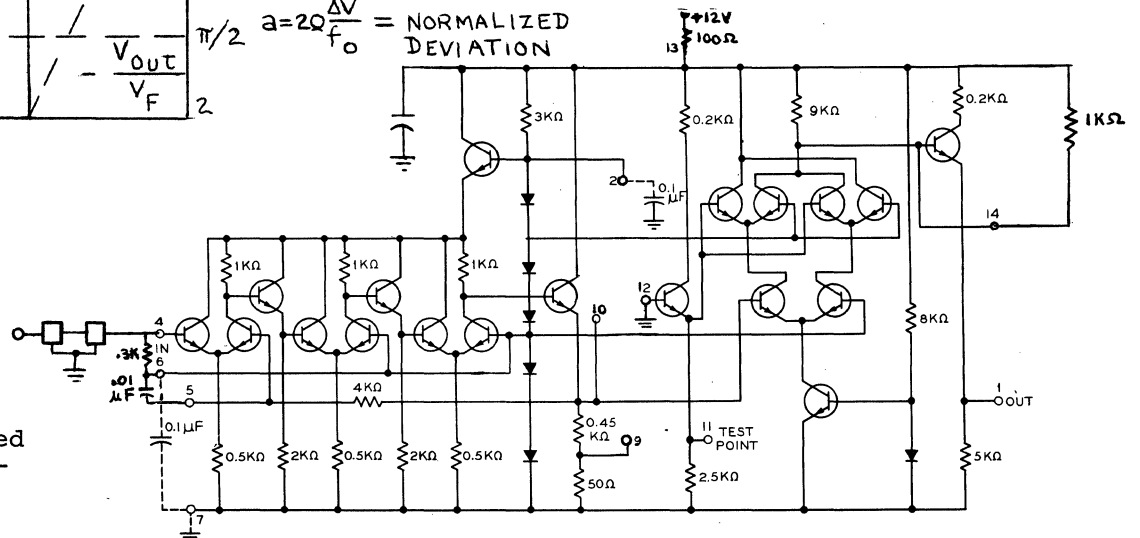 a=2Q ΔV/f₀ = NORMALIZED DEVIATION
π/2
V_OUT/V_F
2
+12V
100Ω
13
3KΩ
0.2KΩ
9KΩ
0.2KΩ
1KΩ
2
0.1 μF
14
1KΩ
1KΩ
1KΩ
12
10
4
IN
.3K
6
.01 μF
5
4KΩ
8KΩ
0.1μF
0.45 KΩ
9
11 TEST POINT
1 OUT
ed
0.5KΩ
2KΩ
0.5KΩ
2KΩ
0.5KΩ
50Ω
2.5KΩ
5KΩ
7